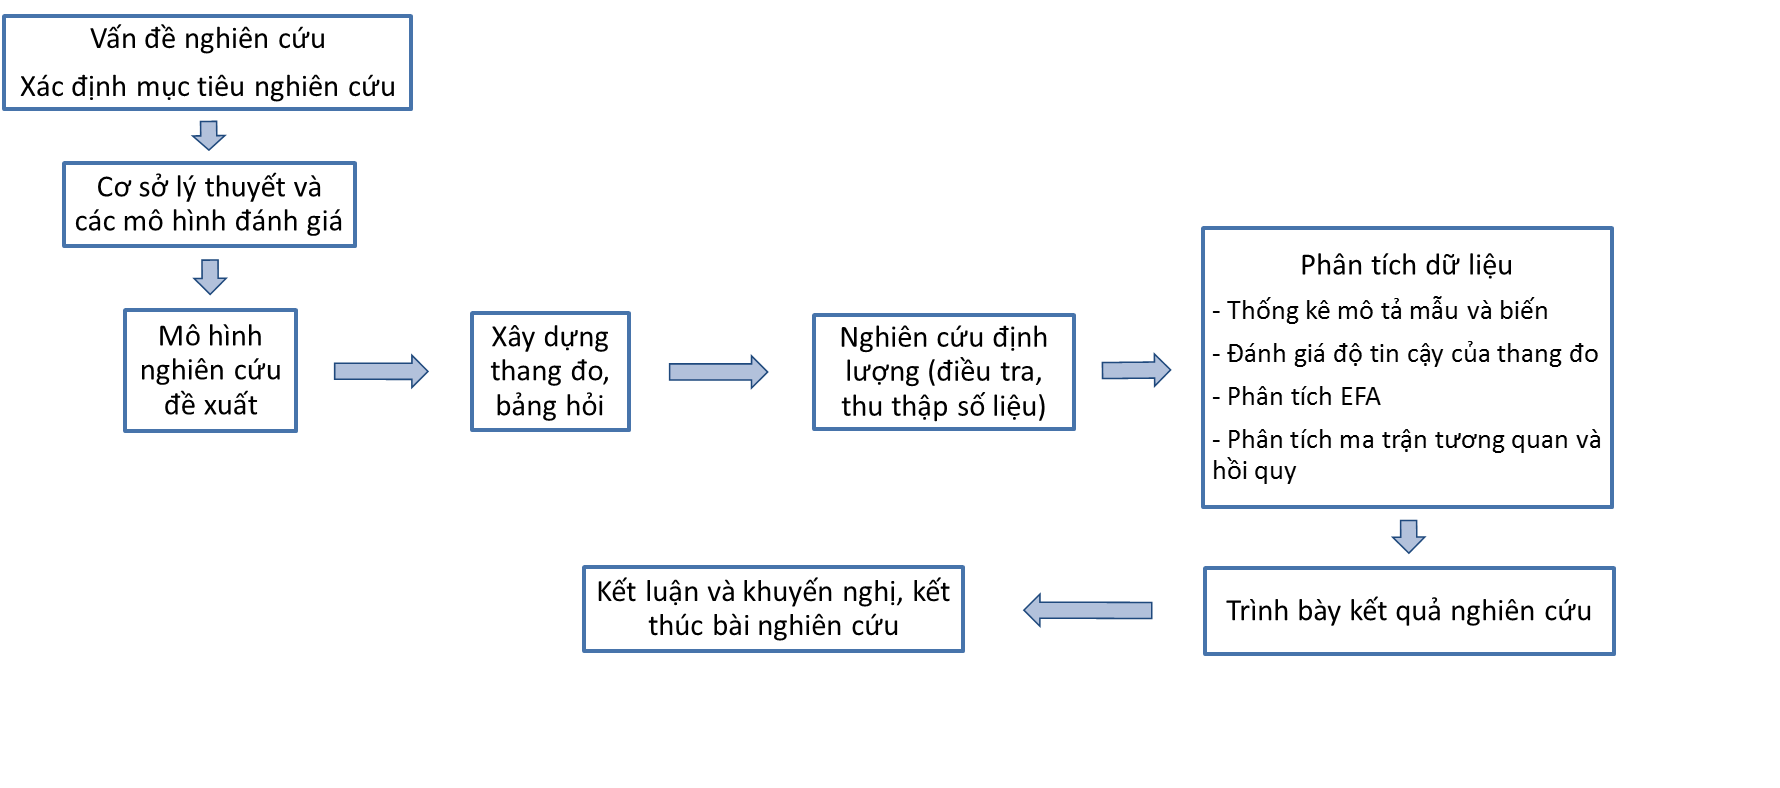 Vấn đề nghiên cứu
Xác định mục tiêu nghiên cứu
Cơ sở lý thuyết và
các mô hình đánh giá
Mô hình
nghiên cứu
đề xuất
Xây dựng
thang đo,
bảng hỏi
Nghiên cứu định
lượng (điều tra,
thu thập số liệu)
Phân tích dữ liệu
- Thống kê mô tả mẫu và biến
- Đánh giá độ tin cậy của thang đo
- Phân tích EFA
- Phân tích ma trận tương quan và
hồi quy
Trình bày kết quả nghiên cứu
Kết luận và khuyến nghị, kết
thúc bài nghiên cứu